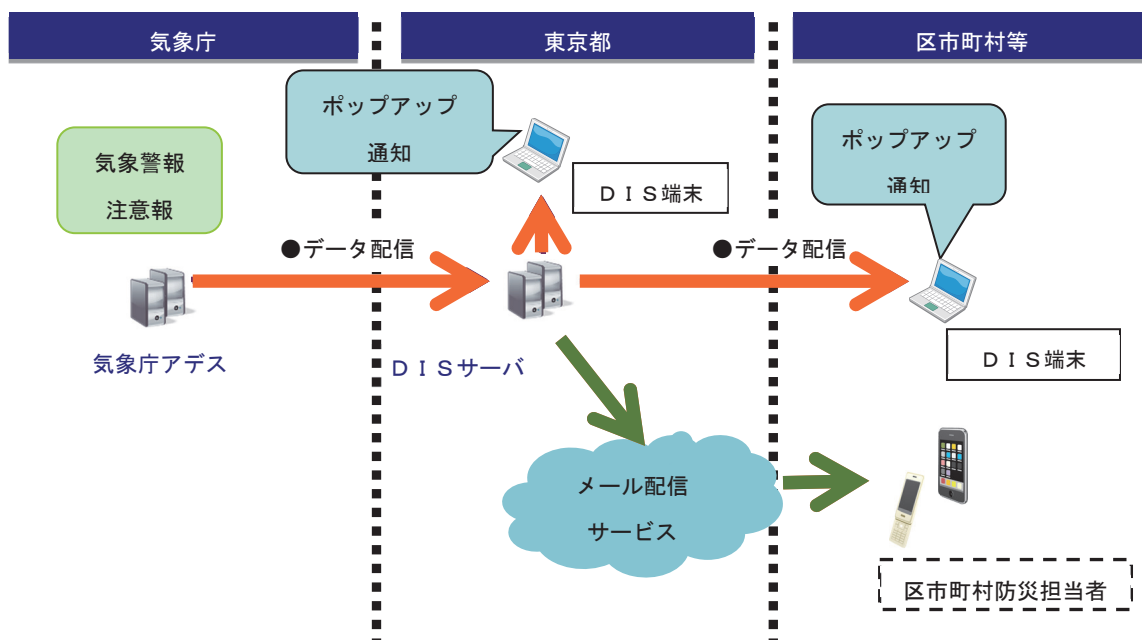 気象庁
東京都
区市町村等
ポップアップ
通知
気象警報
注意報
ＤＩＳ端末
ポップアップ
通知
●データ配信
●データ配信
気象庁アデス
ＤＩＳサーバ
ＤＩＳ端末
メール配信
サービス
区市町村防災担当者